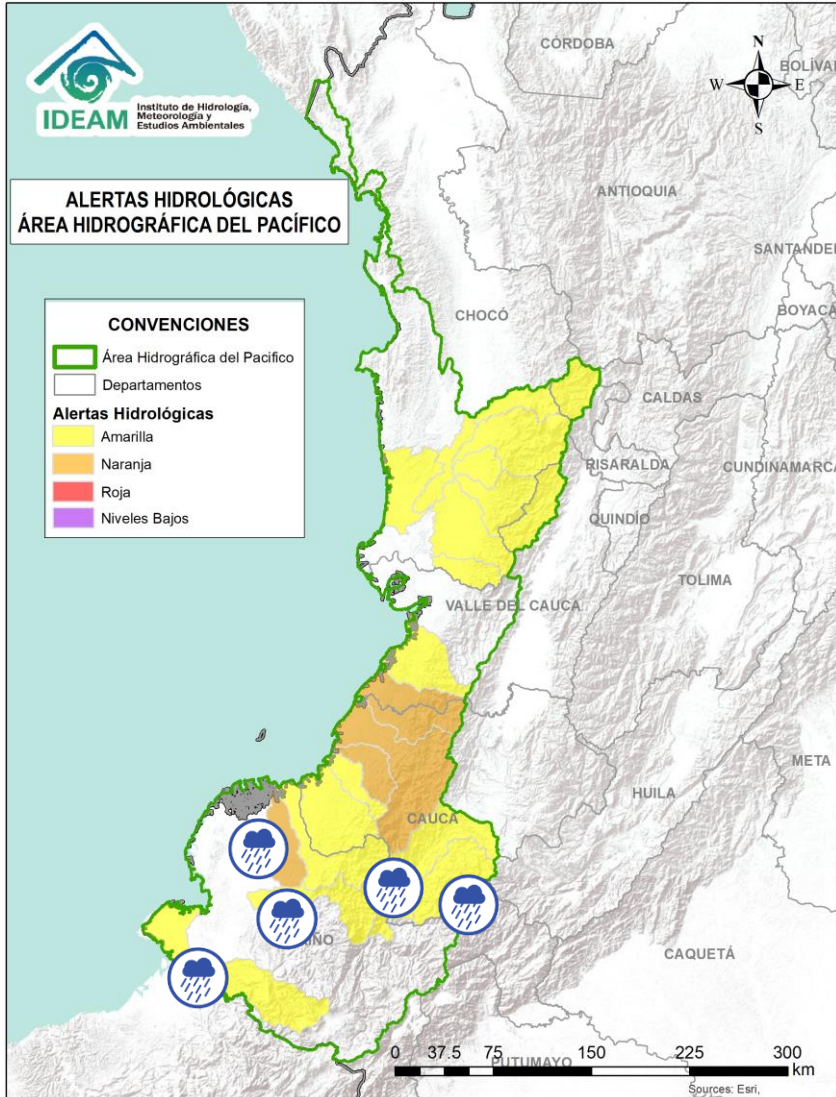 IDEAM
Instituto de Hidrología,
Meteorología y
Estudios Ambientales
ALERTAS HIDROLÓGICAS
ÁREA HIDROGRÁFICA DEL PACÍFICO
CONVENCIONES
Área Hidrográfica del Pacifico
Departamentos
Alertas Hidrológicas
Amarilla
Naranja
Roja
Niveles Bajos
N
W
E
S
CÓRDOBA
BOLÍVAR
ANTIOQUIA
SANTANDER
BOYACÁ
CHOCÓ
CALDAS
RISARALDA
CUNDINAMARCA
QUINDÍO
TOLIMA
VALLE DEL CAUCA
META
HUILA
CAUCA
IÑO
CAQUETÁ
PUTUMAYO
0 37.5 75 150 225 300
km
Sources: Esri,